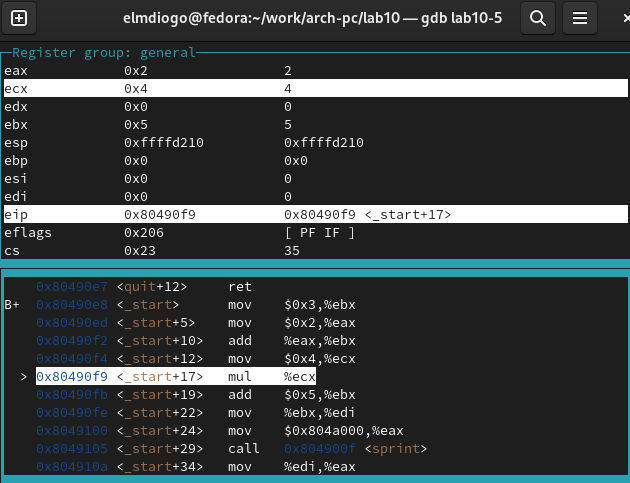 elmdiogo@fedora:~/work/arch-pc/lab10 — gdb lab10-5
Register group: general
eax 0x2 2
ecx 0x4 4
edx 0x0 0
ebx 0x5 5
esp 0xffffd210 0xffffd210
ebp 0x0 0x0
esi 0x0 0
edi 0x0 0
eip 0x80490f9 0x80490f9 <_start+17>
eflags 0x206 [ PF IF ]
cs 0x23 35
0x80490e7 <quit+12> ret
B+ 0x80490e8 <_start> mov $0x3,%ebx
0x80490ed <_start+5> mov $0x2,%eax
0x80490f2 <_start+10> add %eax,%ebx
0x80490f4 <_start+12> mov $0x4,%ecx
> 0x80490f9 <_start+17> mul %ecx
0x80490fb <_start+19> add $0x5,%ebx
0x80490fe <_start+22> mov %ebx,%edi
0x8049100 <_start+24> mov $0x804a000,%eax
0x8049105 <_start+29> call 0x804900f <sprint>
0x804910a <_start+34> mov %edi,%eax